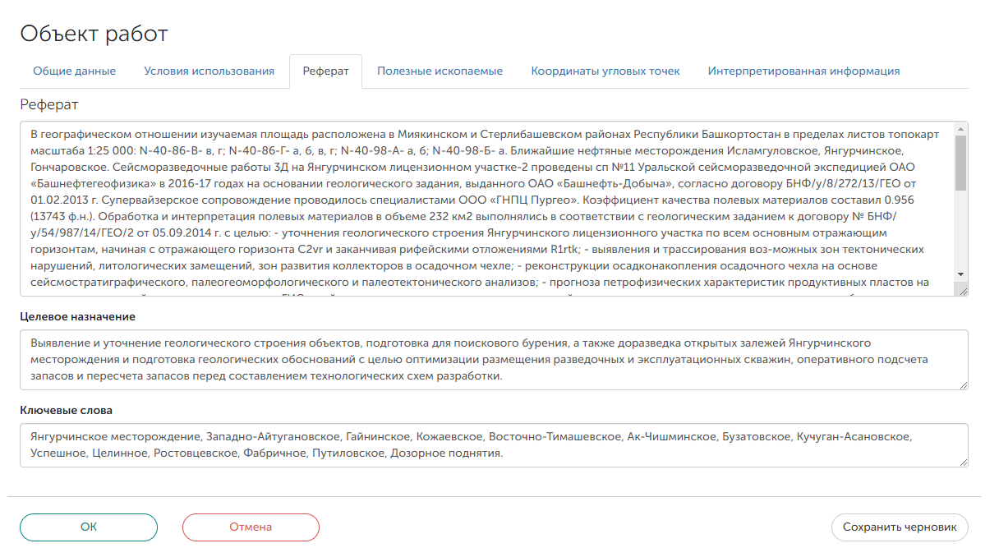 Объект работ
Общие данные Условия использования Реферат Полезные ископаемые Координаты угловых точек Интерпретированная информация
Реферат
В географическом отношении изучаемая площадь расположена в Миякинском и Стерлибашевском районах Республики Башкортостан в пределах листов топокарт
масштаба 1:25 000: N-40-86-В- в, г; N-40-86-Г- а, б, в, г; N-40-98-А- а, б; N-40-98-Б- а. Ближайшие нефтяные месторождения Исламгуловское, Янгурчинское,
Гончаровское. Сейсморазведочные работы 3Д на Янгурчинском лицензионном участке-2 проведены сп №11 Уральской сейсморазведочной экспедицией ОАО
«Башнефтегеофизика» в 2016-17 годах на основании геологического задания, выданного ОАО «Башнефть-Добыча», согласно договору БНФ/у/8/272/13/ГЕО от
01.02.2013 г. Супервайзерское сопровождение проводилось специалистами ООО «ГНПЦ Пургео». Коэффициент качества полевых материалов составил 0.956
(13743 ф.н.). Обработка и интерпретация полевых материалов в объеме 232 км2 выполнялись в соответствии с геологическим заданием к договору № БНФ/
у/54/987/14/ГЕО/2 от 05.09.2014 г. с целью: - уточнения геологического строения Янгурчинского лицензионного участка по всем основным отражающим
горизонтам, начиная с отражающего горизонта С2vr и заканчивая рифейскими отложениями R1rtk; - выявления и трассирования воз-можных зон тектонических
нарушений, литологических замещений, зон развития коллекторов в осадочном чехле; - реконструкции осадконакопления осадочного чехла на основе
сейсмостратиграфического, палеогеоморфологического и палеотектонического анализов; - прогноза петрофизических характеристик продуктивных пластов на
Целевое назначение
Выявление и уточнение геологического строения объектов, подготовка для поискового бурения, а также доразведка открытых залежей Янгурчинского
месторождения и подготовка геологических обоснований с целью оптимизации размещения разведочных и эксплуатационных скважин, оперативного подсчета
запасов и пересчета запасов перед составлением технологических схем разработки.
Ключевые слова
Янгурчинское месторождение, Западно-Айтугановское, Гайнинское, Кожаевское, Восточно-Тимашевское, Ак-Чишминское, Бузатовское, Кучуган-Асановское,
Успешное, Целинное, Ростовцевское, Фабричное, Путиловское, Дозорное поднятия.
ОК Отмена Сохранить черновик